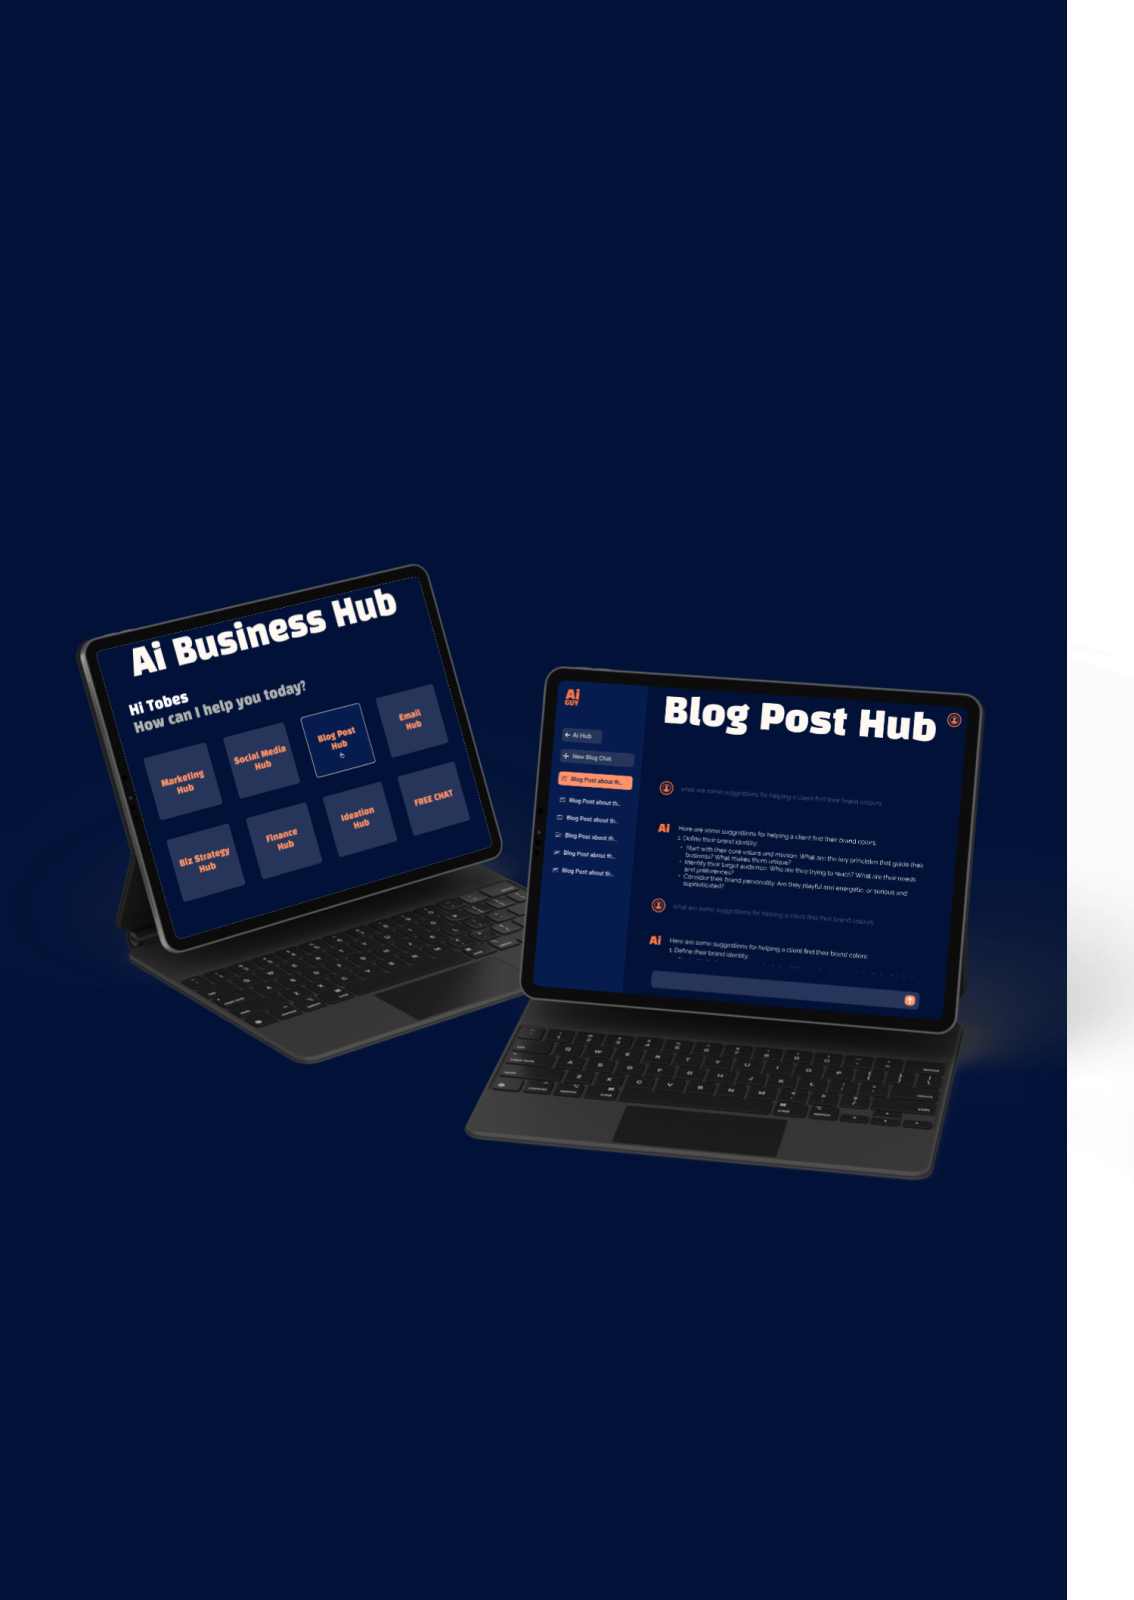 Ai Business Hub
Hi Tobes
How can I help you today?
Marketing
Hub
Social Media
Hub
Blog Post
Hub
Email
Hub
Biz Strategy
Hub
Finance
Hub
Ideation
Hub
FREE CHAT
Ai
GUY
Ai Hub
New Blog Chat
Blog Post about th..
Blog Post about th..
Blog Post about th..
Blog Post about th..
Blog Post about th..
Blog Post about th..
Blog Post Hub
what are some suggestions for helping a client find their brand colours
Ai
Here are some suggestions for helping a client find their brand colors:
1. Define their brand identity:
• Start with their core values and mission. What are the key principles that guide their
business? What makes them unique?
• Identify their target audience. Who are they trying to reach? What are their needs
and preferences?
• Consider their brand personality. Are they playful and energetic, or serious and
sophisticated?
what are some suggestions for helping a client find their brand colours
Ai
Here are some suggestions for helping a client find their brand colors:
1. Define their brand identity: